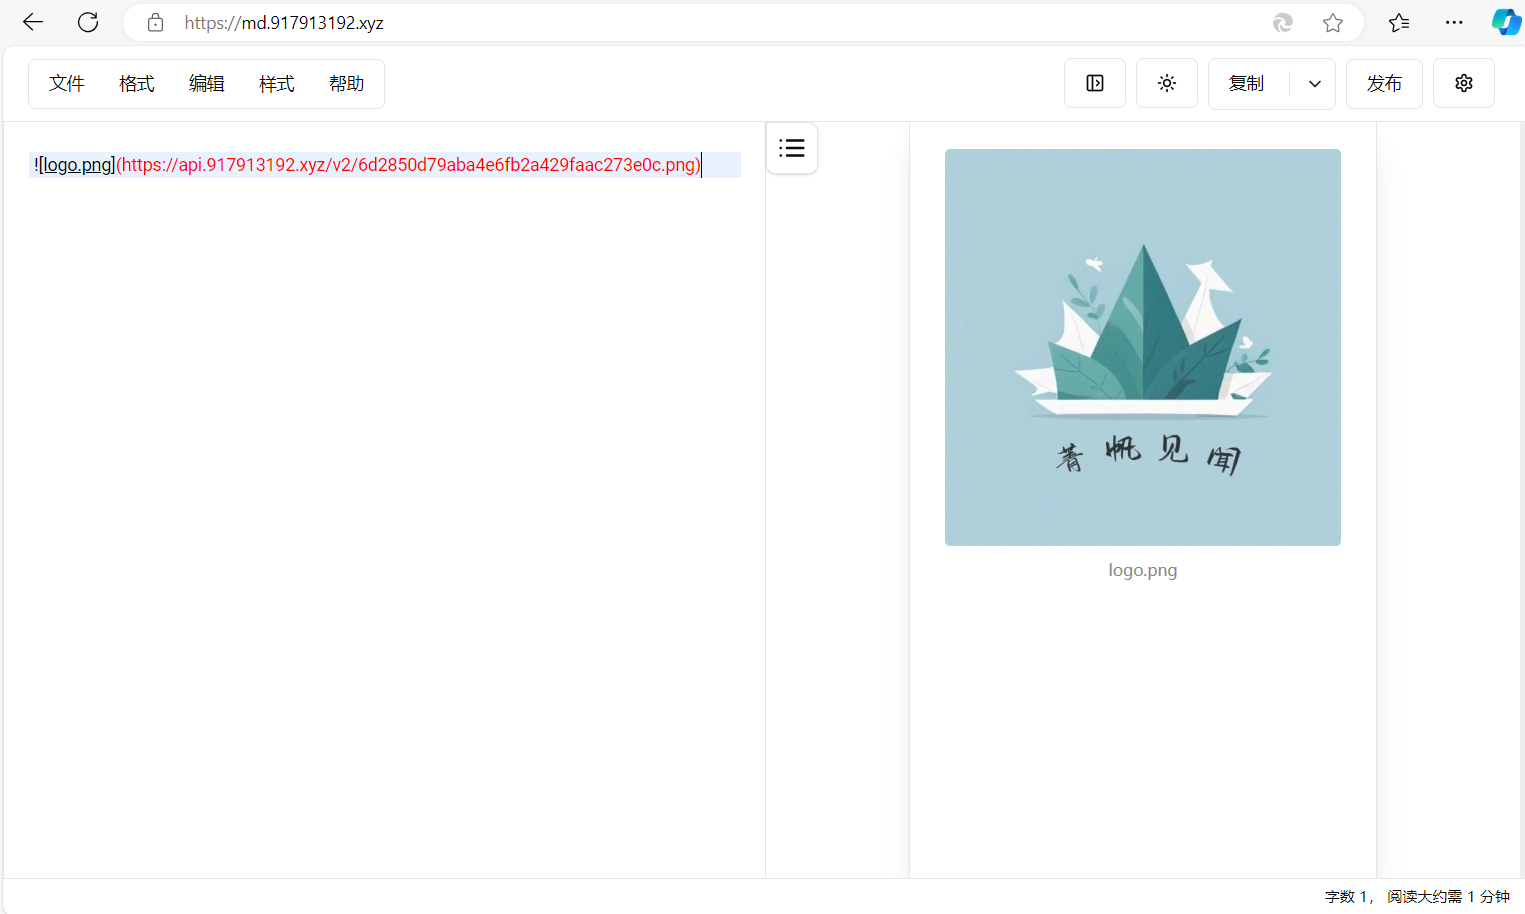 https://md.917913192.xyz
文件 格式 编辑 样式 帮助 复制 发布
![logo.png](https://api.917913192.xyz/v2/6d2850d79aba4e6fb2a429faac273e0c.png)
菁帆见闻
logo.png
字数 1， 阅读大约需 1 分钟